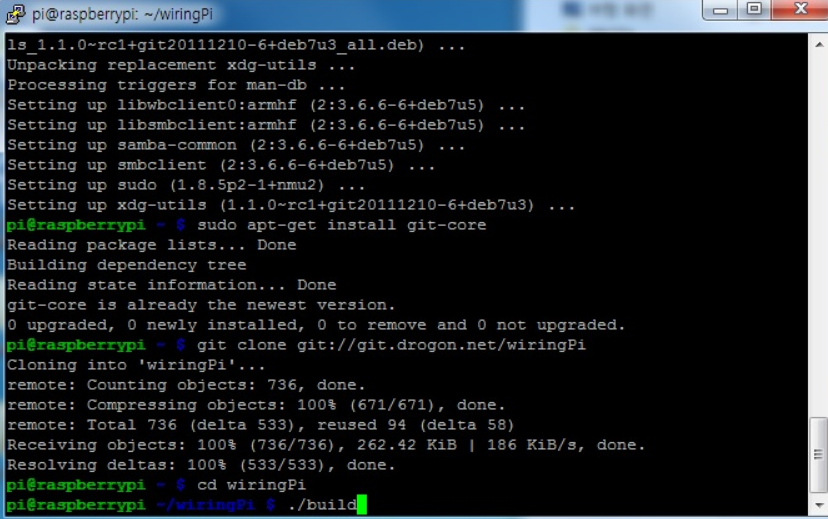 pi@raspberrypi: ~/wiringPi
ls_1.1.0~rc1+git20111210-6+deb7u3_all.deb) ...
Unpacking replacement xdg-utils ...
Processing triggers for man-db ...
Setting up libwbclient0:armhf (2:3.6.6-6+deb7u5) ...
Setting up libsmbclient:armhf (2:3.6.6-6+deb7u5) ...
Setting up samba-common (2:3.6.6-6+deb7u5) ...
Setting up smbclient (2:3.6.6-6+deb7u5) ...
Setting up sudo (1.8.5p2-1+nmu2) ...
Setting up xdg-utils (1.1.0~rc1+git20111210-6+deb7u3) ...
pi@raspberrypi ~ $ sudo apt-get install git-core
Reading package lists... Done
Building dependency tree
Reading state information... Done
git-core is already the newest version.
0 upgraded, 0 newly installed, 0 to remove and 0 not upgraded.
pi@raspberrypi ~ $ git clone git://git.drogon.net/wiringPi
Cloning into 'wiringPi'...
remote: Counting objects: 736, done.
remote: Compressing objects: 100% (671/671), done.
remote: Total 736 (delta 533), reused 94 (delta 58)
Receiving objects: 100% (736/736), 262.42 KiB | 186 KiB/s, done.
Resolving deltas: 100% (533/533), done.
pi@raspberrypi ~ $ cd wiringPi
pi@raspberrypi ~/wiringPi $ ./build